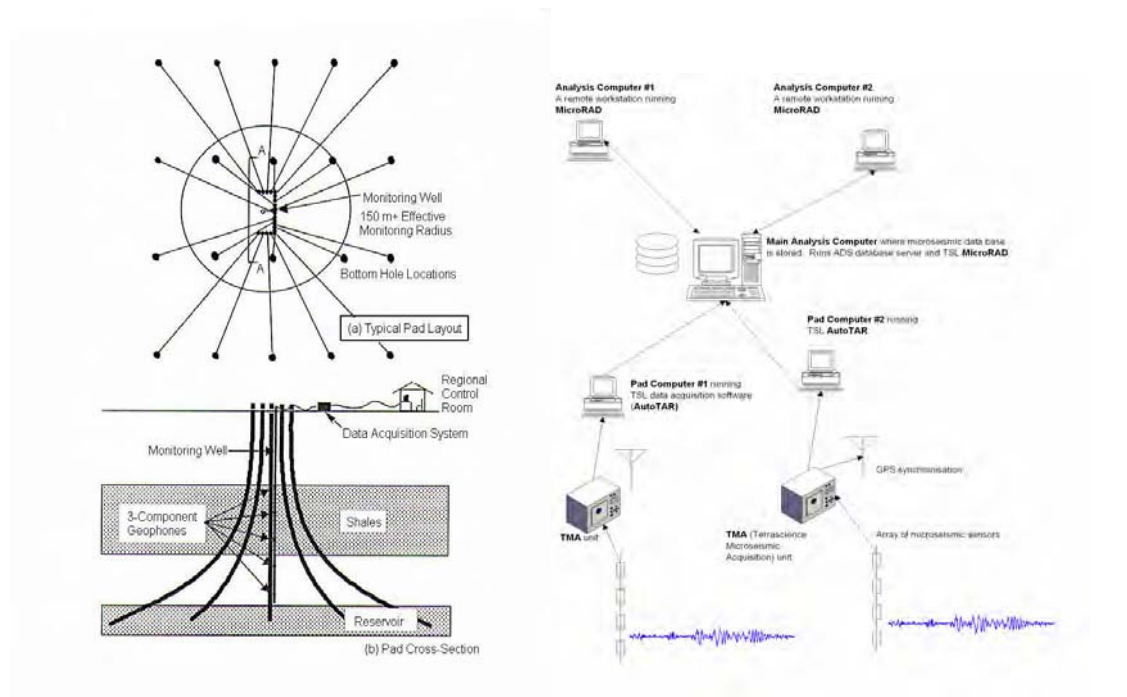 A
Monitoring Well
150 m+ Effective
Monitoring Radius
A
Bottom Hole Locations
(a) Typical Pad Layout
Regional
Control
Room
Data Acquisition System
Monitoring Well
3-Component
Geophones
Shales
Reservoir
(b) Pad Cross-Section
Analysis Computer #1
A remote workstation running
MicroRAD
Analysis Computer #2
A remote workstation running
MicroRAD
Main Analysis Computer where microseismic data base
is stored. Runs ADS database server and TSL MicroRAD
Pad Computer #2 running
TSL AutoTAR
Pad Computer #1 running
TSL data acquisition software
(AutoTAR)
GPS synchronisation
TMA unit
TMA (Terrascience
Microseismic
Acquisition) unit
Array of microseismic sensors